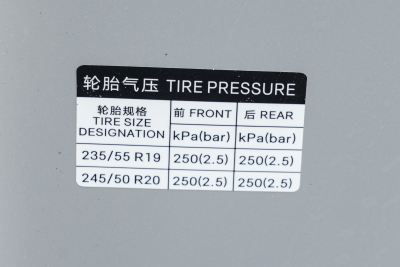 轮胎气压 TIRE PRESSURE
轮胎规格 前 FRONT 后 REAR
TIRE SIZE
DESIGNATION kPa(bar) kPa(bar)
235/55 R19 250(2.5) 250(2.5)
245/50 R20 250(2.5) 250(2.5)